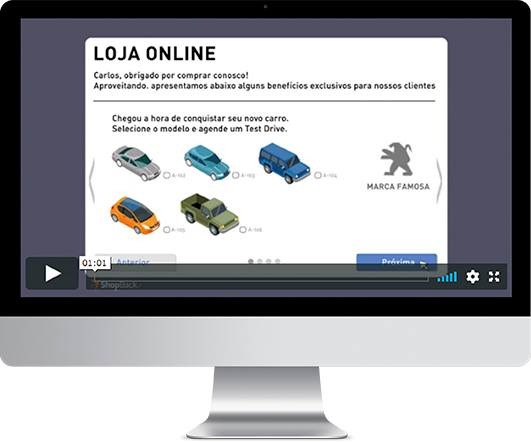 LOJA ONLINE
Carlos, obrigado por comprar conosco!
Aproveitando. apresentamos abaixo alguns benefícios exclusivos para nossos clientes
Chegou a hora de conquistar seu novo carro.
Selecione o modelo e agende um Test Drive.
A-102
A-103
A-104
MARCA FAMOSA
A-105
A-106
Anterior
Próxima
01:01
ShopBack